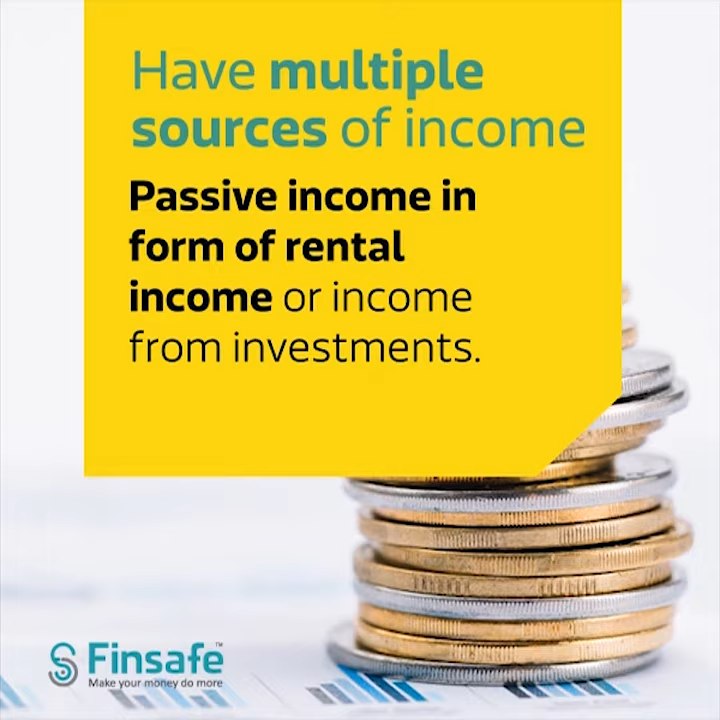 Have multiple
sources of income
Passive income in
form of rental
income or income
from investments.
Finsafe™
Make your money do more